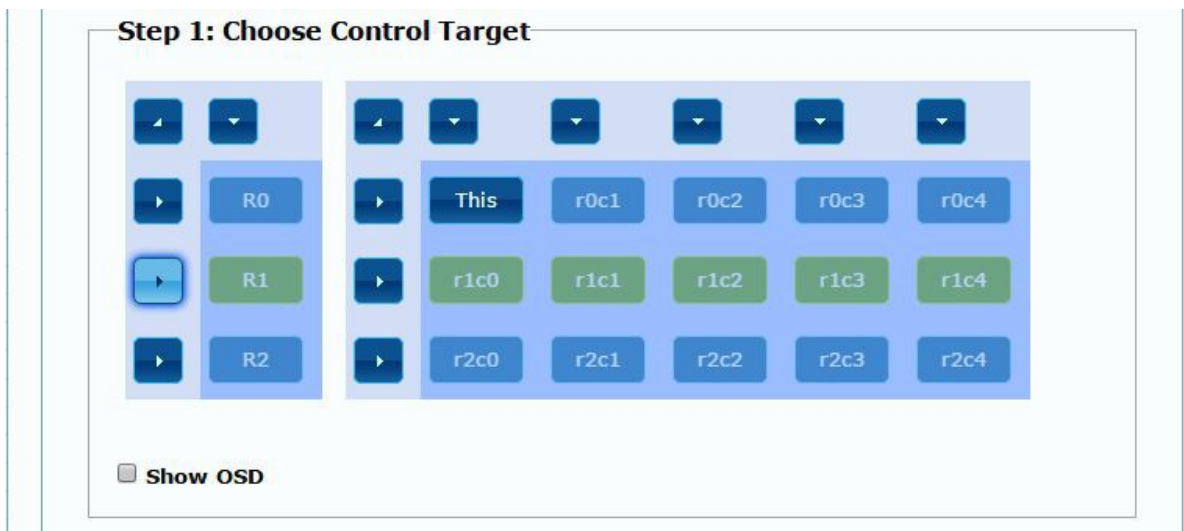 Step 1: Choose Control Target
R0 This r0c1 r0c2 r0c3 r0c4
R1 r1c0 r1c1 r1c2 r1c3 r1c4
R2 r2c0 r2c1 r2c2 r2c3 r2c4
Show OSD